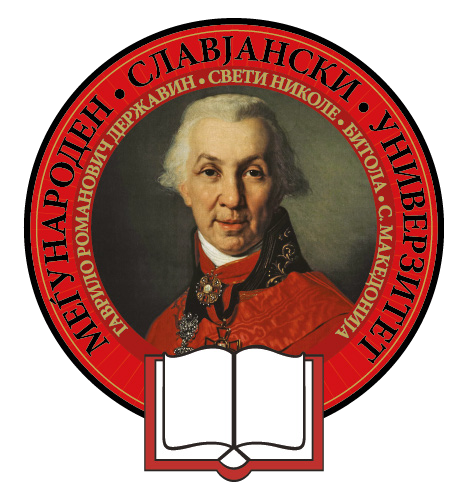 МЕЃУНАРОДЕН • СЛАВЈАНСКИ • УНИВЕРЗИТЕТ
ГАВРИЛО РОМАНОВИЧ ДЕРЖАВИН • СВЕТИ НИКОЛЕ • БИТОЛА • С. МАКЕДОНИЈА